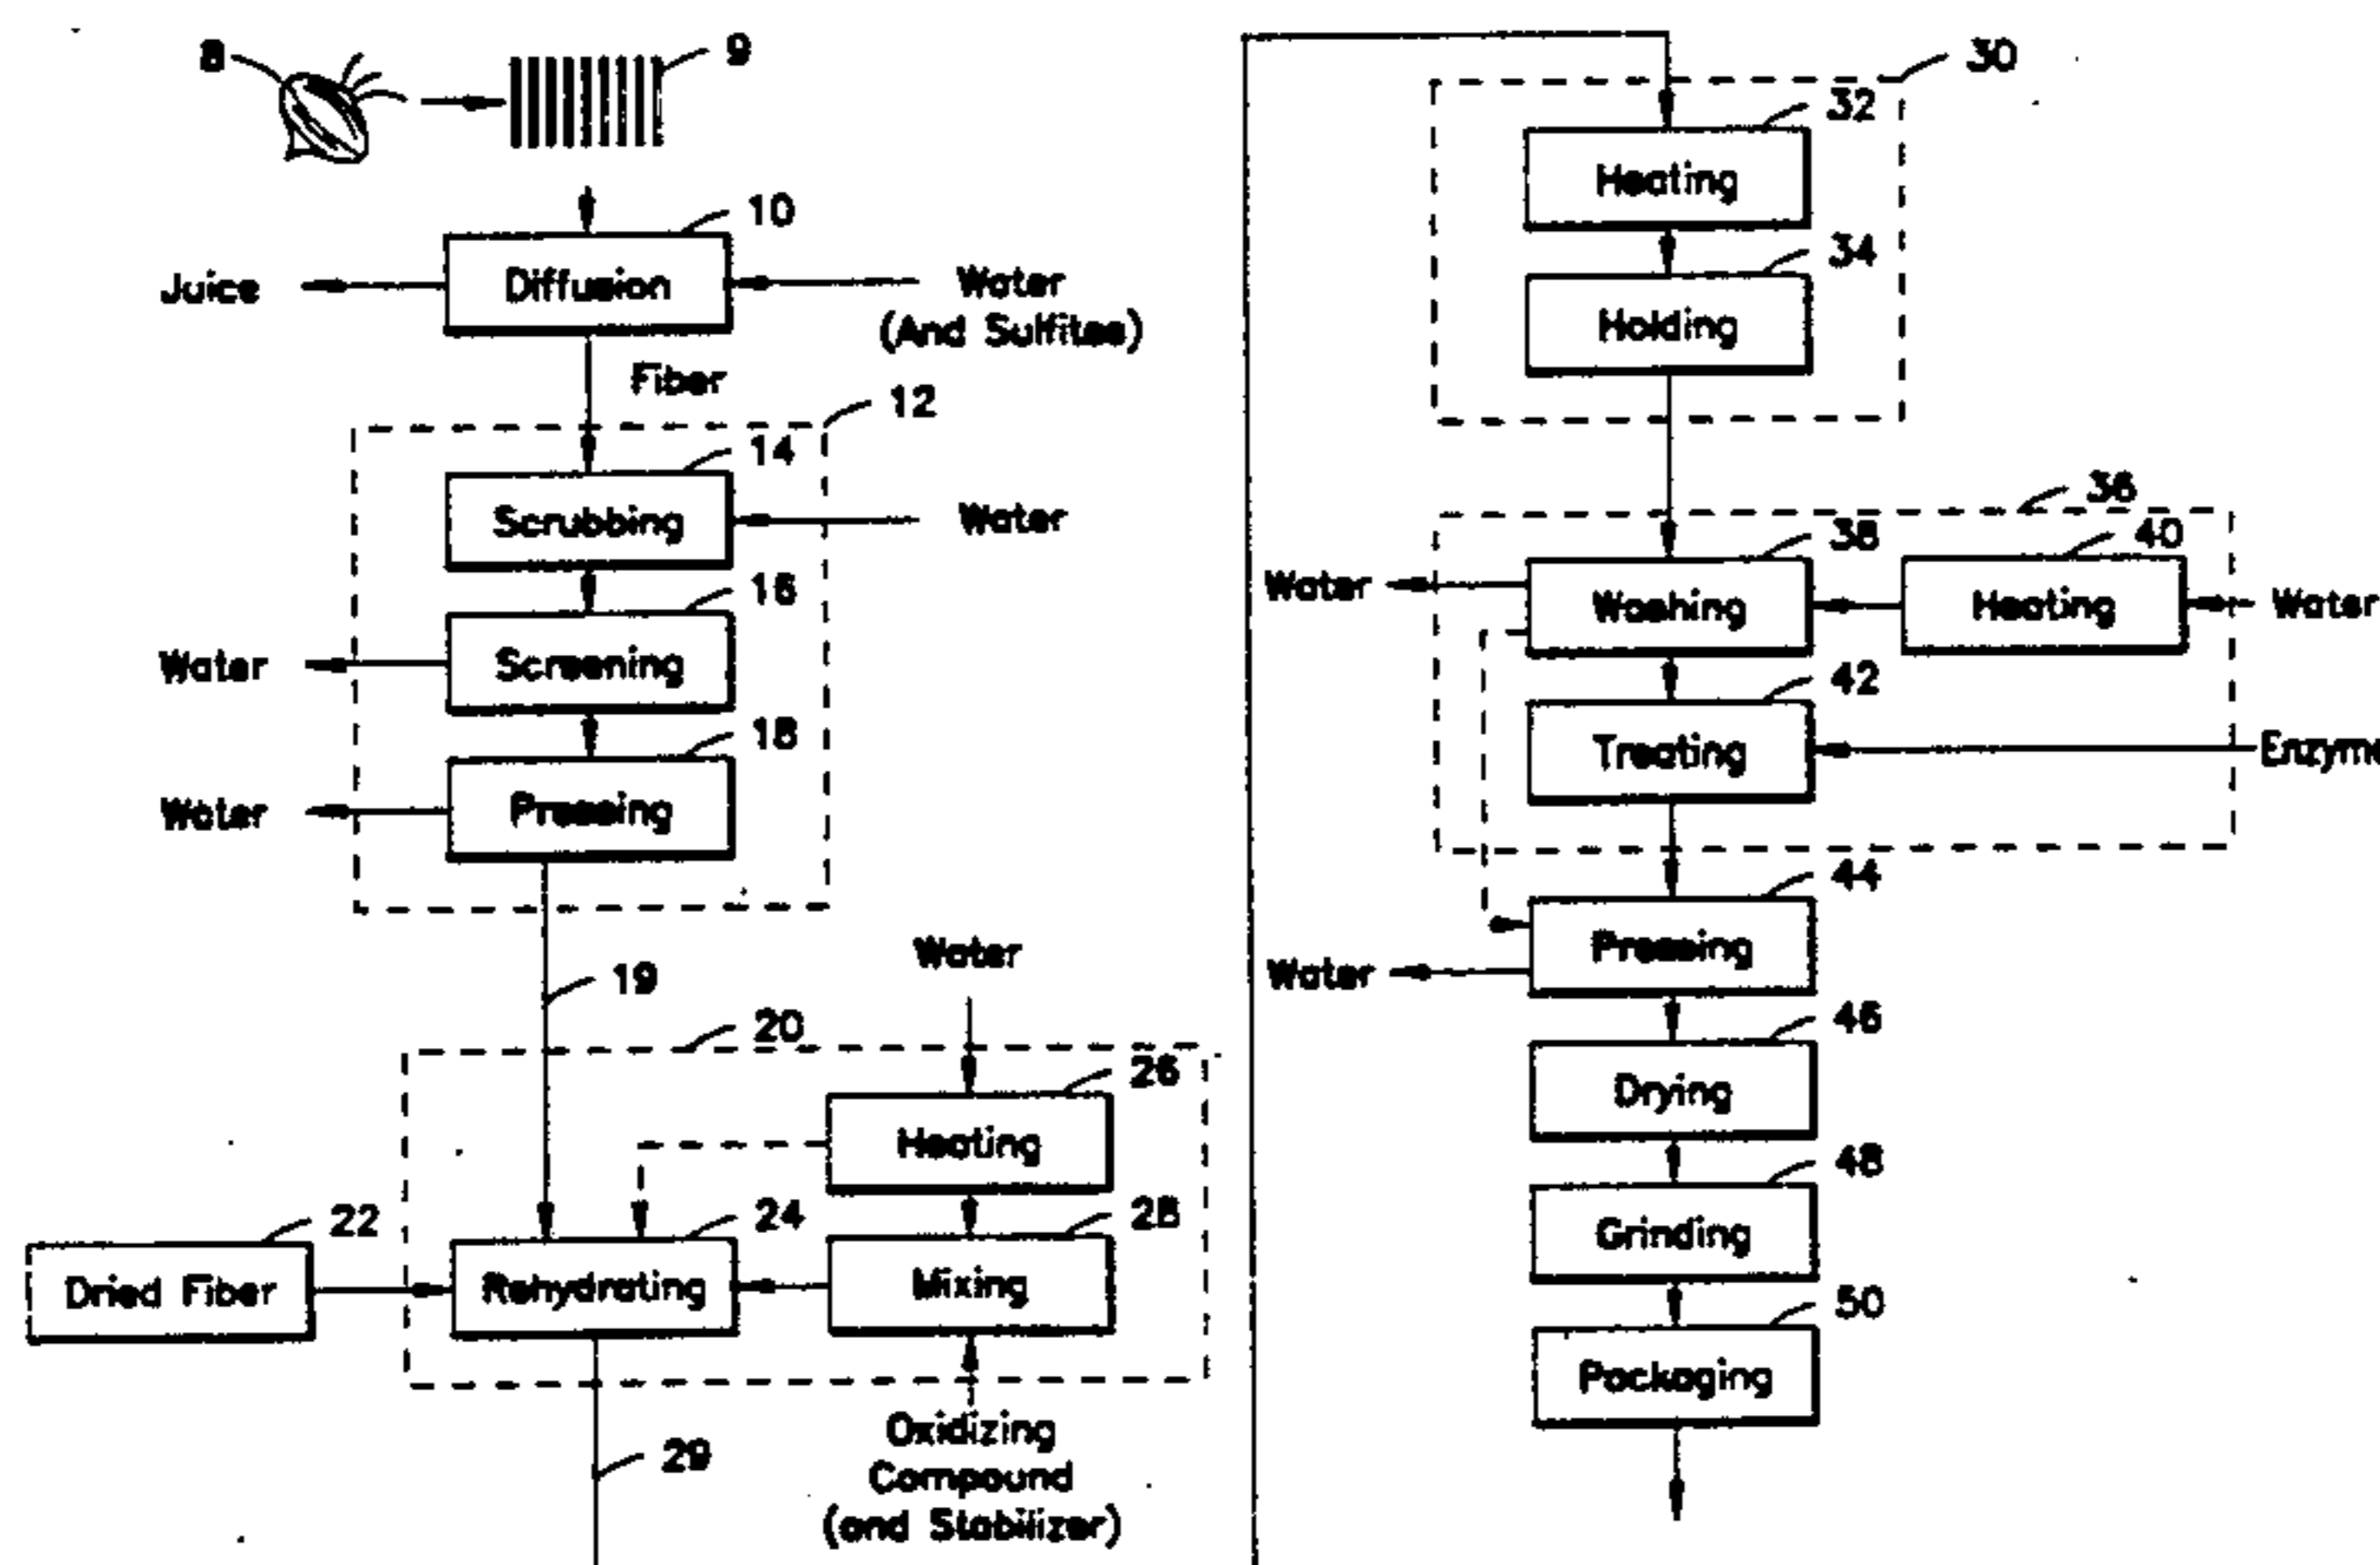 8
9
10
Juice
Diffusion
Water
(And Sulfites)
Fiber
12
14
Scrubbing
Water
16
Water
Screening
18
Water
Pressing
19
Water
20
26
Heating
22
24
28
Dried Fiber
Rehydrating
Mixing
Oxidizing
Compound
(and Stabilizer)
29
30
32
Heating
34
Holding
36
38
40
Water
Washing
Heating
Water
42
Treating
Enzyme
44
Pressing
Water
46
Drying
48
Grinding
50
Packaging